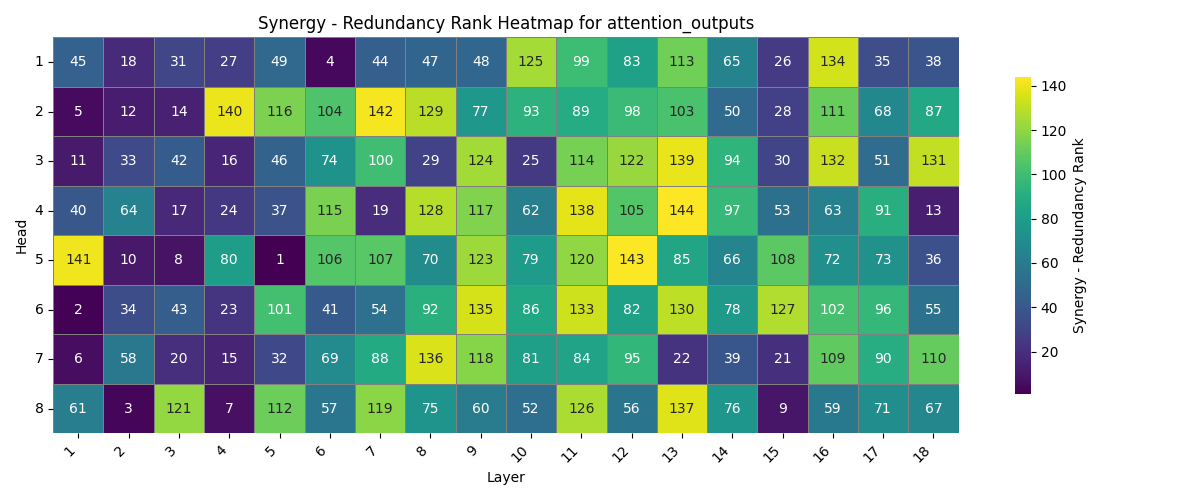 Synergy - Redundancy Rank Heatmap for attention_outputs
Head
1 45 18 31 27 49 4 44 47 48 125 99 83 113 65 26 134 35 38
2 5 12 14 140 116 104 142 129 77 93 89 98 103 50 28 111 68 87
3 11 33 42 16 46 74 100 29 124 25 114 122 139 94 30 132 51 131
4 40 64 17 24 37 115 19 128 117 62 138 105 144 97 53 63 91 13
5 141 10 8 80 1 106 107 70 123 79 120 143 85 66 108 72 73 36
6 2 34 43 23 101 41 54 92 135 86 133 82 130 78 127 102 96 55
7 6 58 20 15 32 69 88 136 118 81 84 95 22 39 21 109 90 110
8 61 3 121 7 112 57 119 75 60 52 126 56 137 76 9 59 71 67
1 2 3 4 5 6 7 8 9 10 11 12 13 14 15 16 17 18
Layer
140
120
100
80
60
40
20
Synergy - Redundancy Rank